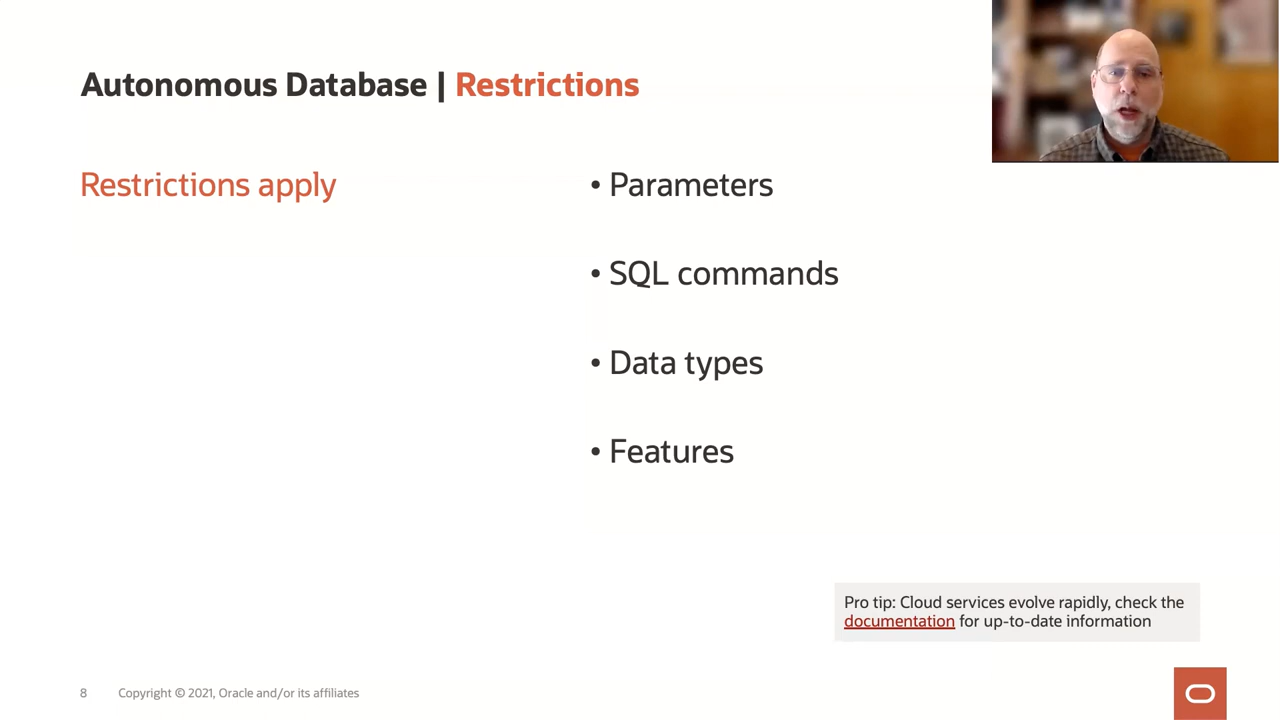 Autonomous Database | Restrictions
Restrictions apply
• Parameters
• SQL commands
• Data types
• Features
Pro tip: Cloud services evolve rapidly, check the
documentation for up-to-date information
8 Copyright © 2021, Oracle and/or its affiliates